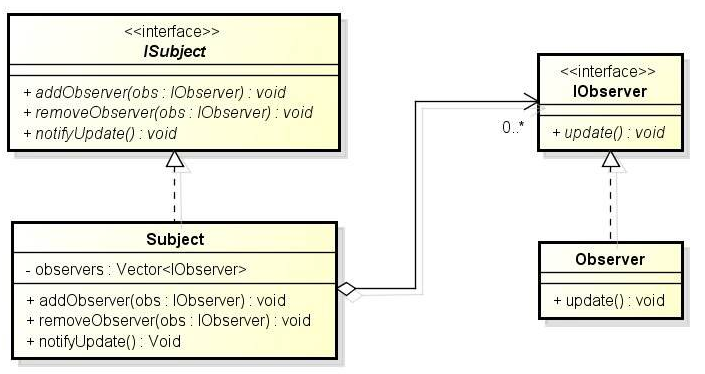 <<interface>>
ISubject
+ addObserver(obs : IObserver) : void
+ removeObserver(obs : IObserver) : void
+ notifyUpdate() : void
<<interface>>
IObserver
+ update() : void
0..*
Subject
- observers : Vector<IObserver>
+ addObserver(obs : IObserver) : void
+ removeObserver(obs : IObserver) : void
+ notifyUpdate() : Void
Observer
+ update() : void